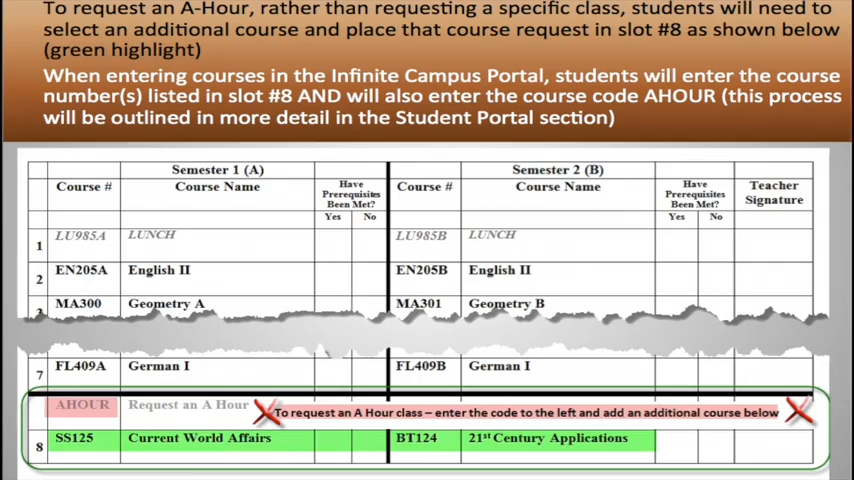 To request an A-Hour, rather than requesting a specific class, students will need to
select an additional course and place that course request in slot #8 as shown below
(green highlight)
When entering courses in the Infinite Campus Portal, students will enter the course
number(s) listed in slot #8 AND will also enter the course code AHOUR (this process
will be outlined in more detail in the Student Portal section)
Semester 1 (A) Semester 2 (B)
Course # Course Name Have Prerequisites Been Met? Course # Course Name Have Prerequisites Been Met? Teacher Signature
Yes No Yes No
1 LU985A LUNCH LU985B LUNCH
2 EN205A English II EN205B English II
3 MA300 Geometry A MA301 Geometry B
7 FL409A German I FL409B German I
AHOUR Request an A Hour To request an A Hour class – enter the code to the left and add an additional course below
8 SS125 Current World Affairs BT124 21st Century Applications